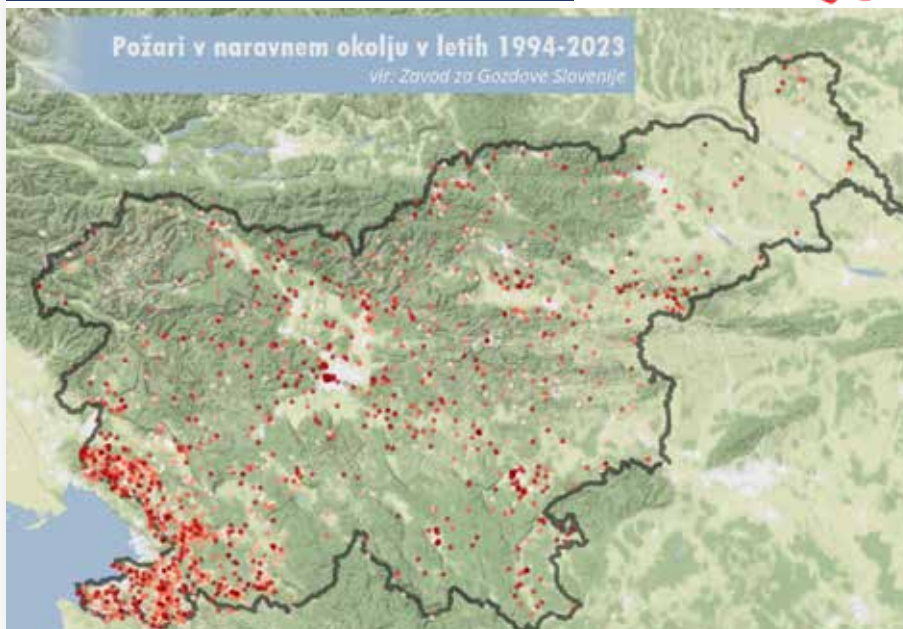 Požari v naravnem okolju v letih 1994-2023
vir: Zavod za Gozdove Slovenije